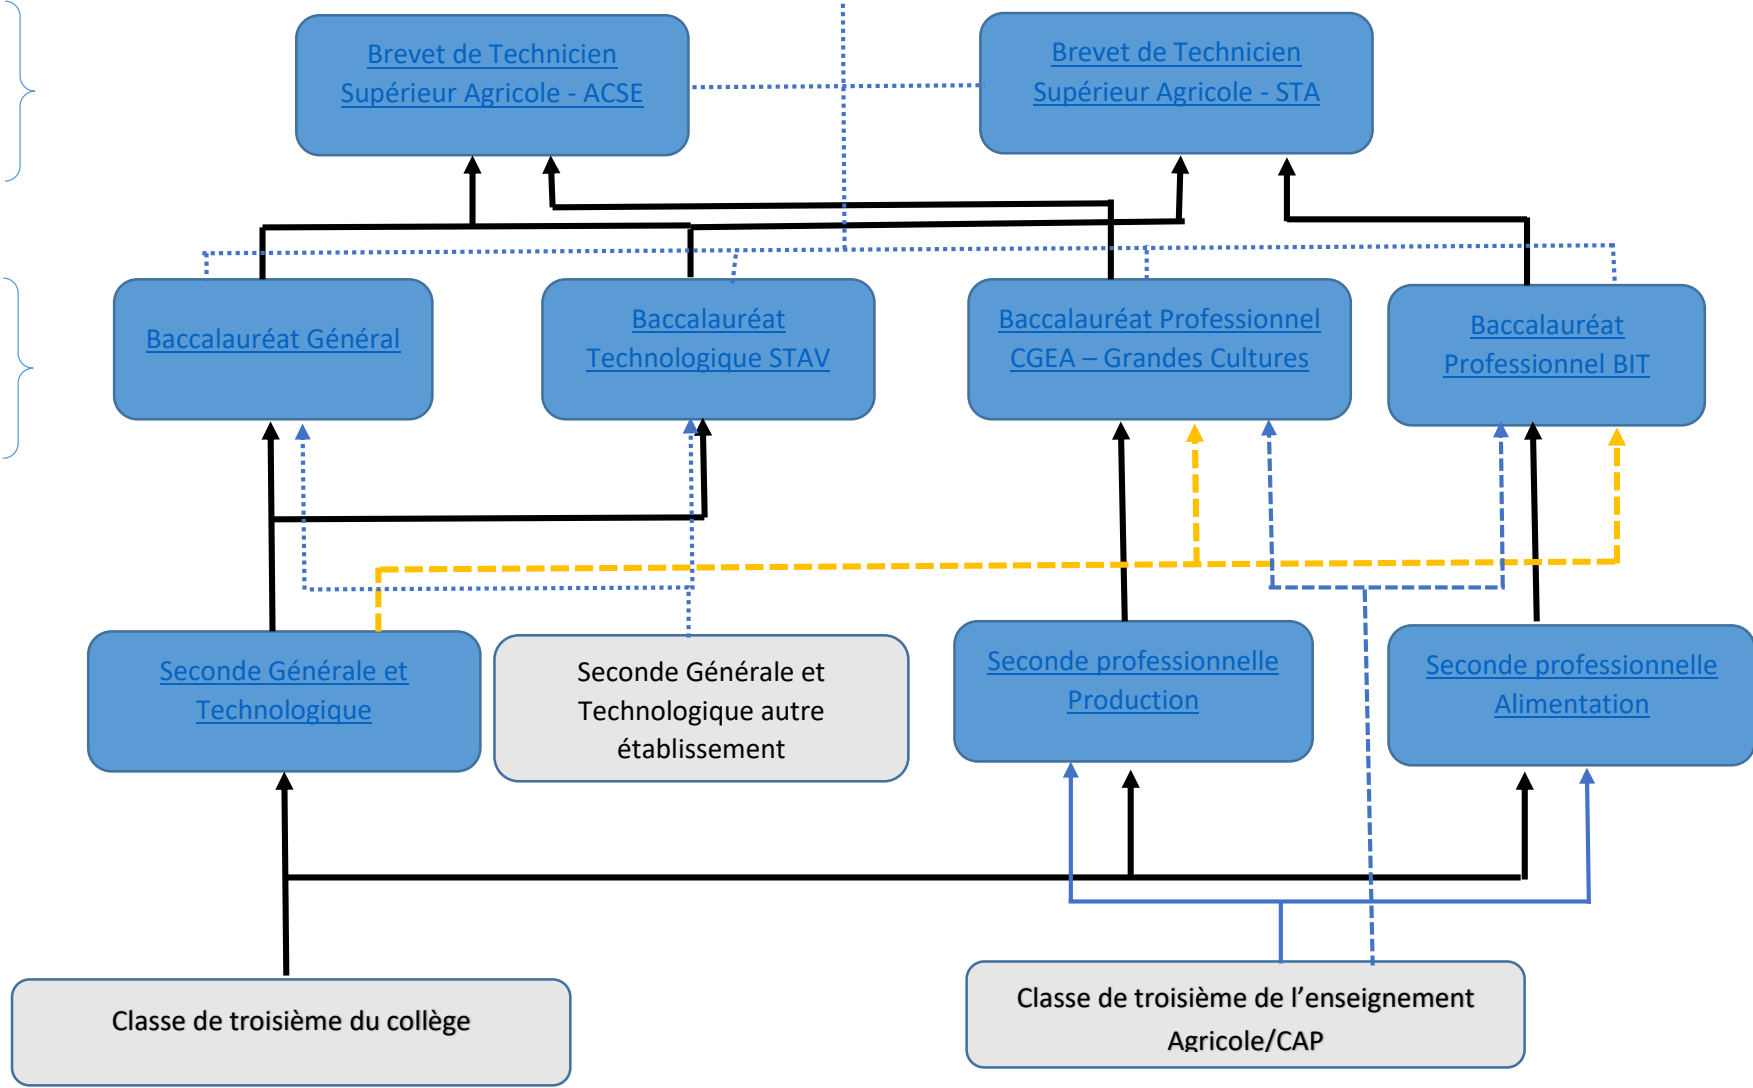 Brevet de Technicien
Supérieur Agricole - ACSE
Brevet de Technicien
Supérieur Agricole - STA
Baccalauréat Général
Baccalauréat
Technologique STAV
Baccalauréat Professionnel
CGEA – Grandes Cultures
Baccalauréat
Professionnel BIT
Seconde Générale et
Technologique
Seconde Générale et
Technologique autre
établissement
Seconde professionnelle
Production
Seconde professionnelle
Alimentation
Classe de troisième du collège
Classe de troisième de l’enseignement
Agricole/CAP